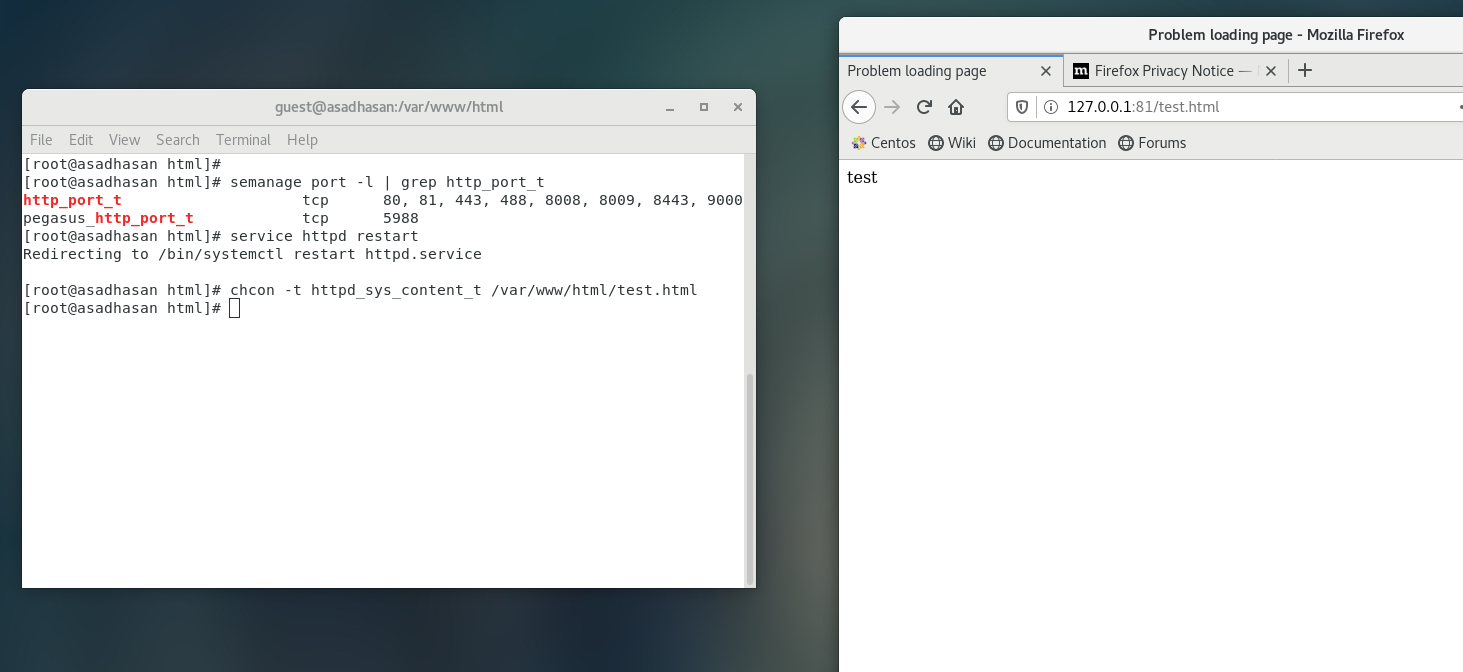 guest@asadhasan:/var/www/html
File Edit View Search Terminal Help
[root@asadhasan html]#
[root@asadhasan html]# semanage port -l | grep http_port_t
http_port_t                    tcp      80, 81, 443, 488, 8008, 8009, 8443, 9000
pegasus_http_port_t            tcp      5988
[root@asadhasan html]# service httpd restart
Redirecting to /bin/systemctl restart httpd.service
[root@asadhasan html]# chcon -t httpd_sys_content_t /var/www/html/test.html
[root@asadhasan html]#
Problem loading page - Mozilla Firefox
Problem loading page
Firefox Privacy Notice —
127.0.0.1:81/test.html
Centos Wiki Documentation Forums
test